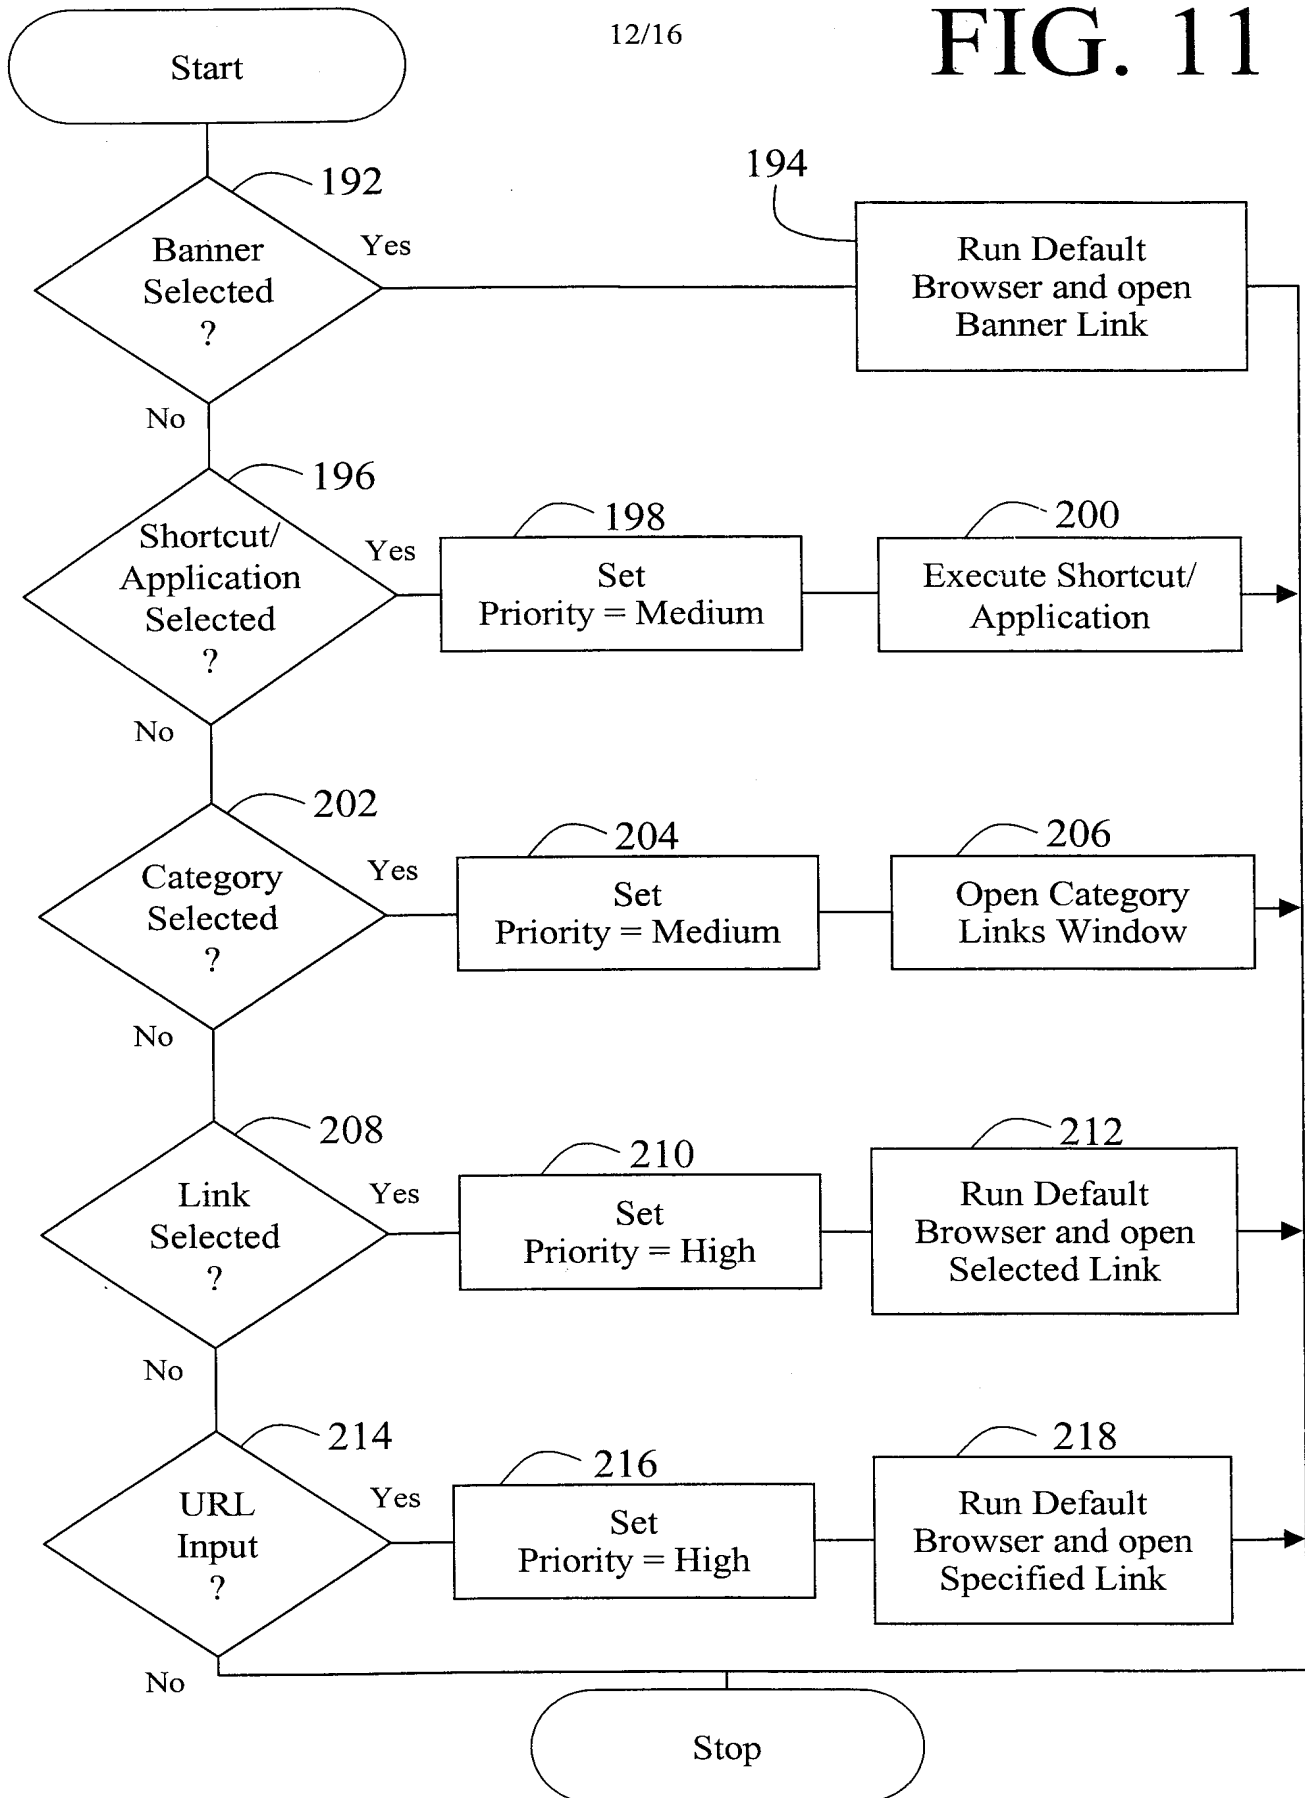 12/16
FIG. 11
Start
192
Banner
Selected
?
Yes
No
194
Run Default
Browser and open
Banner Link
196
Shortcut/
Application
Selected
?
Yes
No
198
Set
Priority = Medium
200
Execute Shortcut/
Application
202
Category
Selected
?
Yes
No
204
Set
Priority = Medium
206
Open Category
Links Window
208
Link
Selected
?
Yes
No
210
Set
Priority = High
212
Run Default
Browser and open
Selected Link
214
URL
Input
?
Yes
No
216
Set
Priority = High
218
Run Default
Browser and open
Specified Link
Stop